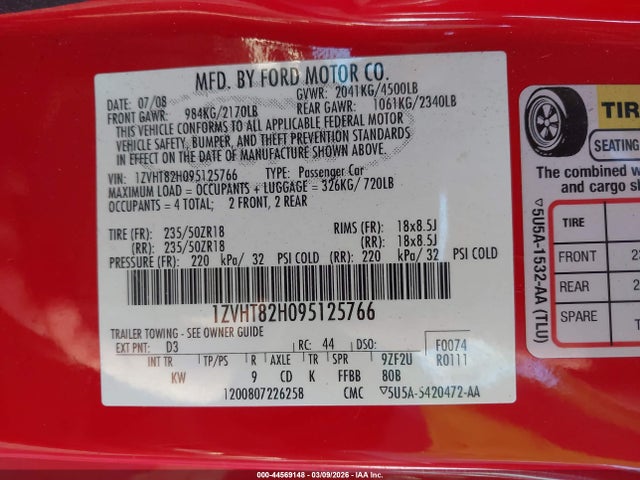 MFD. BY FORD MOTOR CO.
DATE: 07/08 GVWR: 2041KG/4500LB
FRONT GAWR: 984KG/2170LB REAR GAWR: 1061KG/2340LB
THIS VEHICLE CONFORMS TO ALL APPLICABLE FEDERAL MOTOR
VEHICLE SAFETY, BUMPER, AND THEFT PREVENTION STANDARDS
IN EFFECT ON THE DATE OF MANUFACTURE SHOWN ABOVE.
VIN: 1ZVHT82H095125766 TYPE: Passenger Car
MAXIMUM LOAD = OCCUPANTS + LUGGAGE = 326KG/720LB
OCCUPANTS = 4 TOTAL; 2 FRONT, 2 REAR
TIRE (FR): 235/50ZR18 RIMS (FR): 18x8.5J
(RR): 235/50ZR18 (RR): 18x8.5J
PRESSURE (FR): 220 kPa/ 32 PSI COLD (RR): 220 kPa/ 32 PSI COLD
1ZVHT82H095125766
TRAILER TOWING - SEE OWNER GUIDE
EXT PNT: D3 RC: 44 DSO: F0074
INT TR TP/PS R AXLE TR SPR 9ZF2U R0111
KW 9 CD K FFBB 80B
12008072262​5B CMC ▽5U5A-5420472-AA
TIR
SEATING
The combined w
and cargo sh
TIRE
FRONT 23
REAR 2
SPARE T
▽5U5A-1532-AA (TLU)
000-44569148 - 03/09/2026 - IAA Inc.